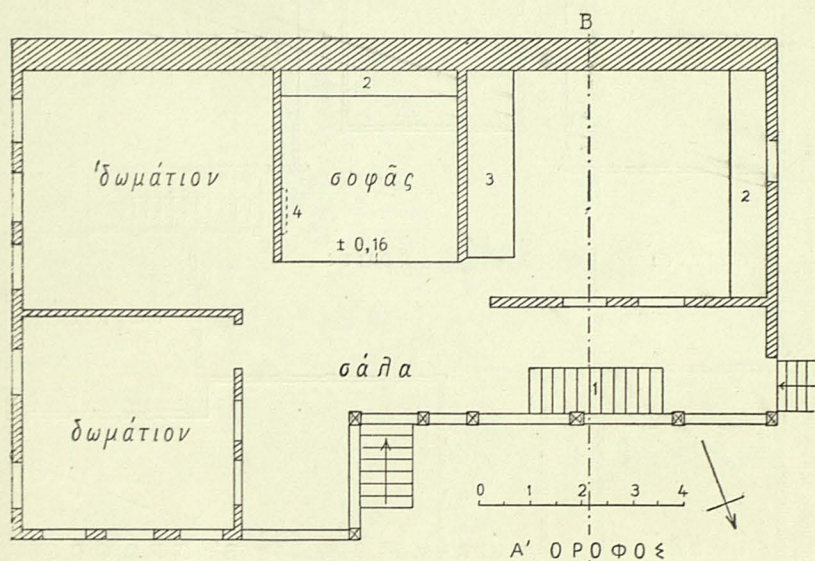 B
2
'δωμάτιον
σοφᾶς
3
2
4
± 0,16
σάλα
1
δωμάτιον
0 1 2 3 4
Α' ΟΡΟΦΟΣ